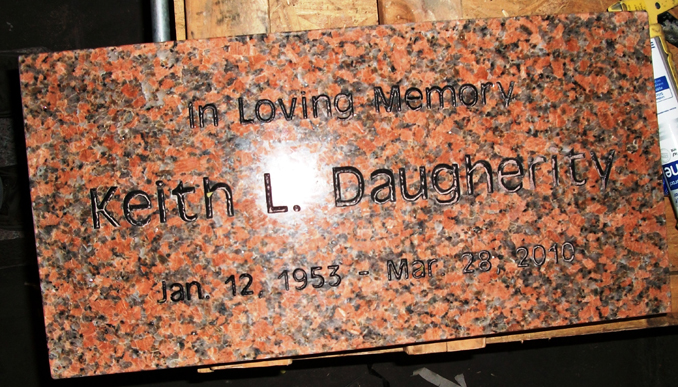 In Loving Memory
Keith L. Daugherity
Jan. 12, 1953 - Mar. 28, 2010